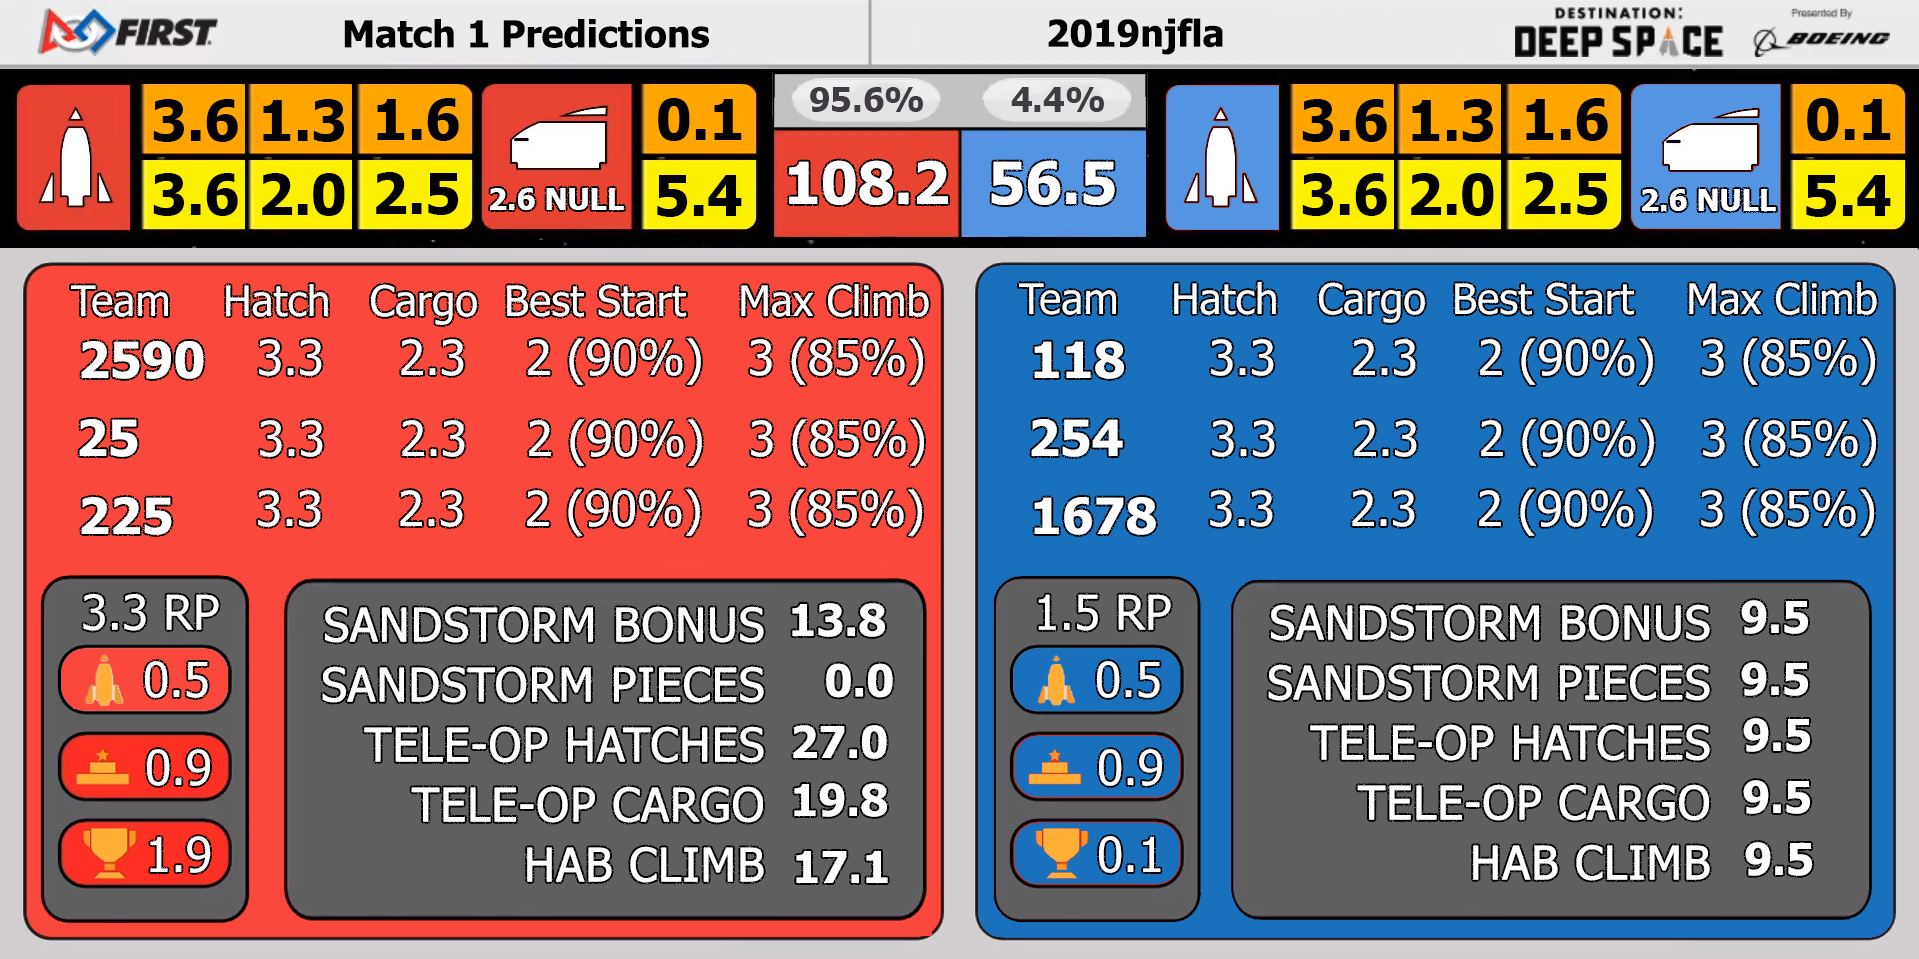 FIRST
Match 1 Predictions
2019njfla
DESTINATION:
DEEP SPACE
Presented By
BOEING
3.6 1.3 1.6
3.6 2.0 2.5
2.6 NULL
0.1
5.4
95.6% 4.4%
108.2 56.5
3.6 1.3 1.6
3.6 2.0 2.5
2.6 NULL
0.1
5.4
Team Hatch Cargo Best Start Max Climb
2590 3.3 2.3 2 (90%) 3 (85%)
25 3.3 2.3 2 (90%) 3 (85%)
225 3.3 2.3 2 (90%) 3 (85%)
3.3 RP
0.5
0.9
1.9
SANDSTORM BONUS 13.8
SANDSTORM PIECES 0.0
TELE-OP HATCHES 27.0
TELE-OP CARGO 19.8
HAB CLIMB 17.1
Team Hatch Cargo Best Start Max Climb
118 3.3 2.3 2 (90%) 3 (85%)
254 3.3 2.3 2 (90%) 3 (85%)
1678 3.3 2.3 2 (90%) 3 (85%)
1.5 RP
0.5
0.9
0.1
SANDSTORM BONUS 9.5
SANDSTORM PIECES 9.5
TELE-OP HATCHES 9.5
TELE-OP CARGO 9.5
HAB CLIMB 9.5